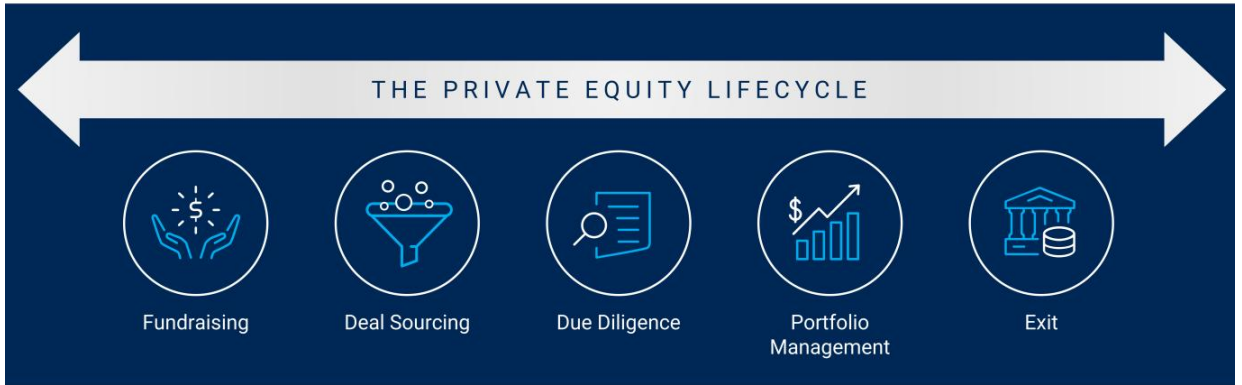 THE PRIVATE EQUITY LIFECYCLE
$
$
Fundraising
Deal Sourcing
Due Diligence
Portfolio
Management
Exit